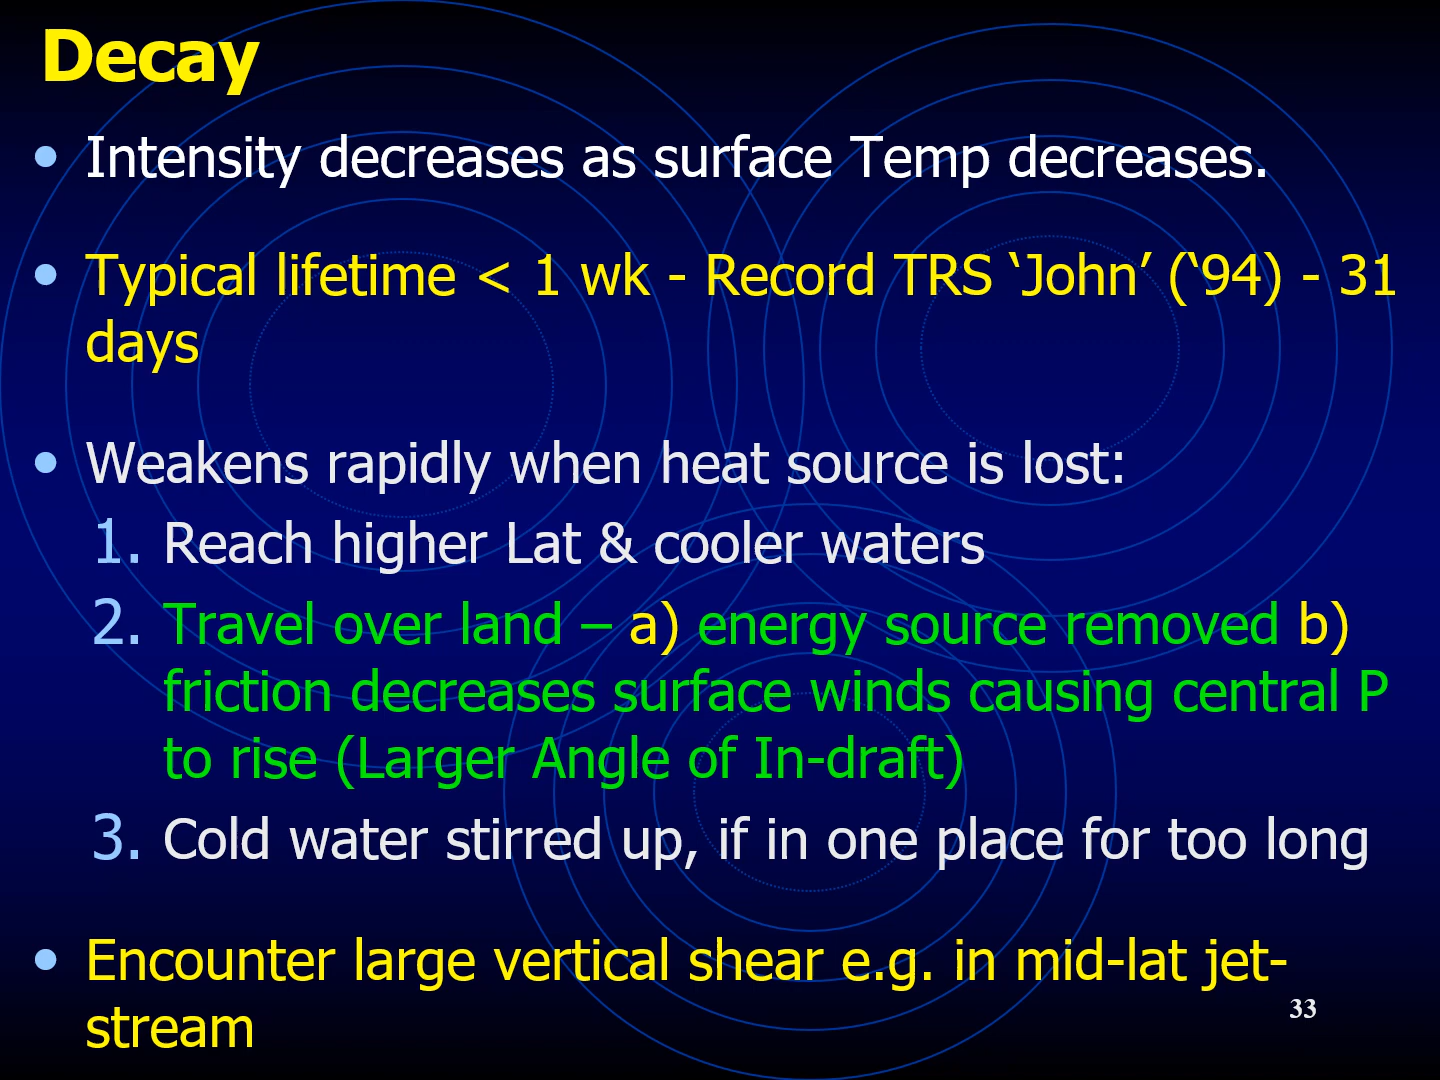 Decay
• Intensity decreases as surface Temp decreases.
• Typical lifetime < 1 wk - Record TRS ‘John’ (‘94) - 31
days
• Weakens rapidly when heat source is lost:
1. Reach higher Lat & cooler waters
2. Travel over land – a) energy source removed b)
friction decreases surface winds causing central P
to rise (Larger Angle of In-draft)
3. Cold water stirred up, if in one place for too long
• Encounter large vertical shear e.g. in mid-lat jet-
stream
33